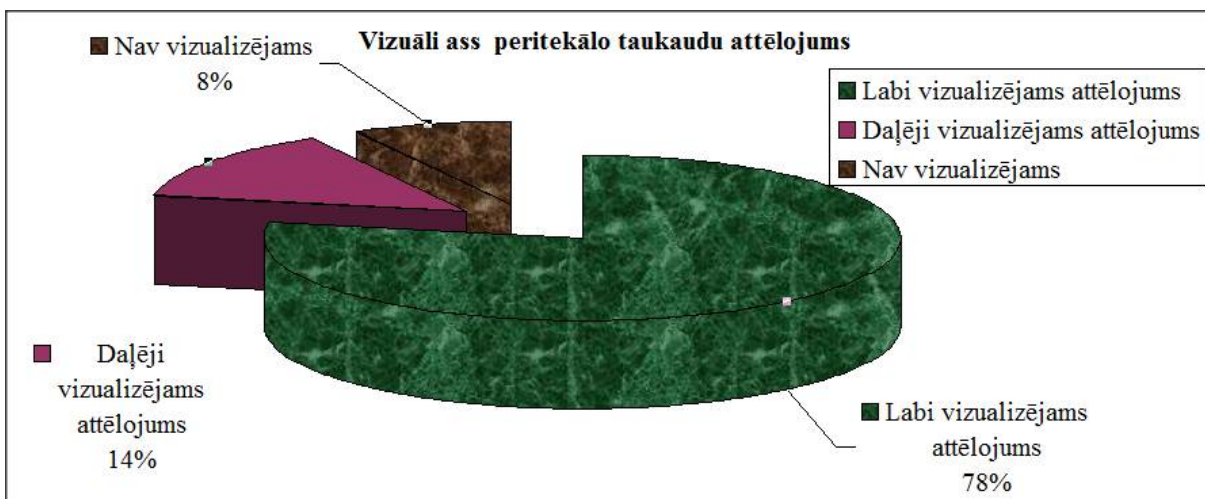 Vizuāli ass  peritekālo taukaudu attēlojums
Nav vizualizējams
8%
Labi vizualizējams attēlojums
Daļēji vizualizējams attēlojums
Nav vizualizējams
Daļēji
vizualizējams
attēlojums
14%
Labi vizualizējams
attēlojums
78%